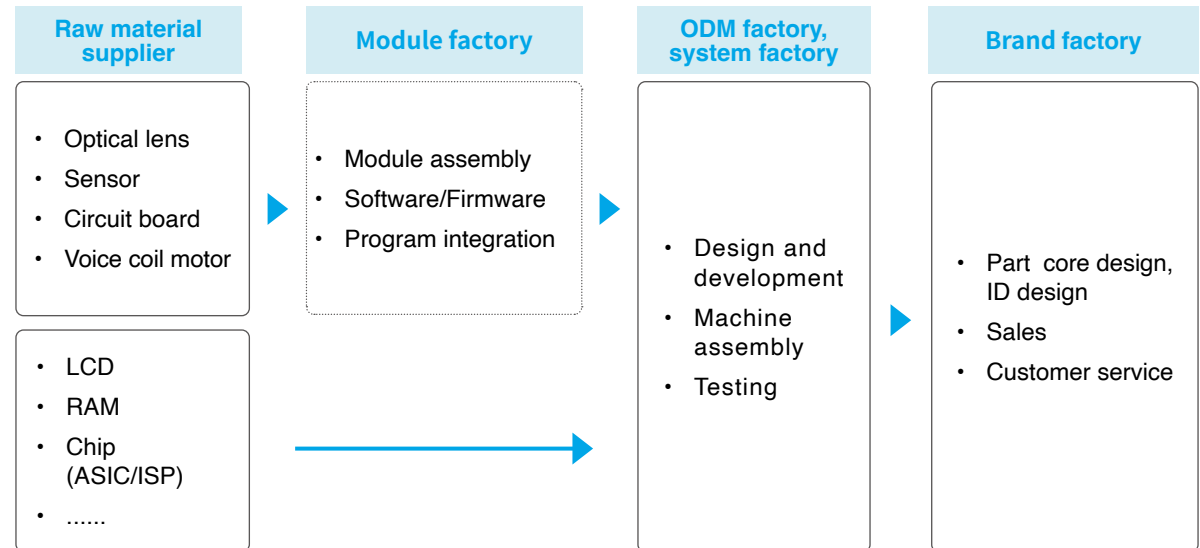 Raw material
supplier
Module factory
ODM factory,
system factory
Brand factory
• Optical lens
• Sensor
• Circuit board
• Voice coil motor
• LCD
• RAM
• Chip
(ASIC/ISP)
• ......
• Module assembly
• Software/Firmware
• Program integration
• Design and
development
• Machine
assembly
• Testing
• Part core design,
ID design
• Sales
• Customer service